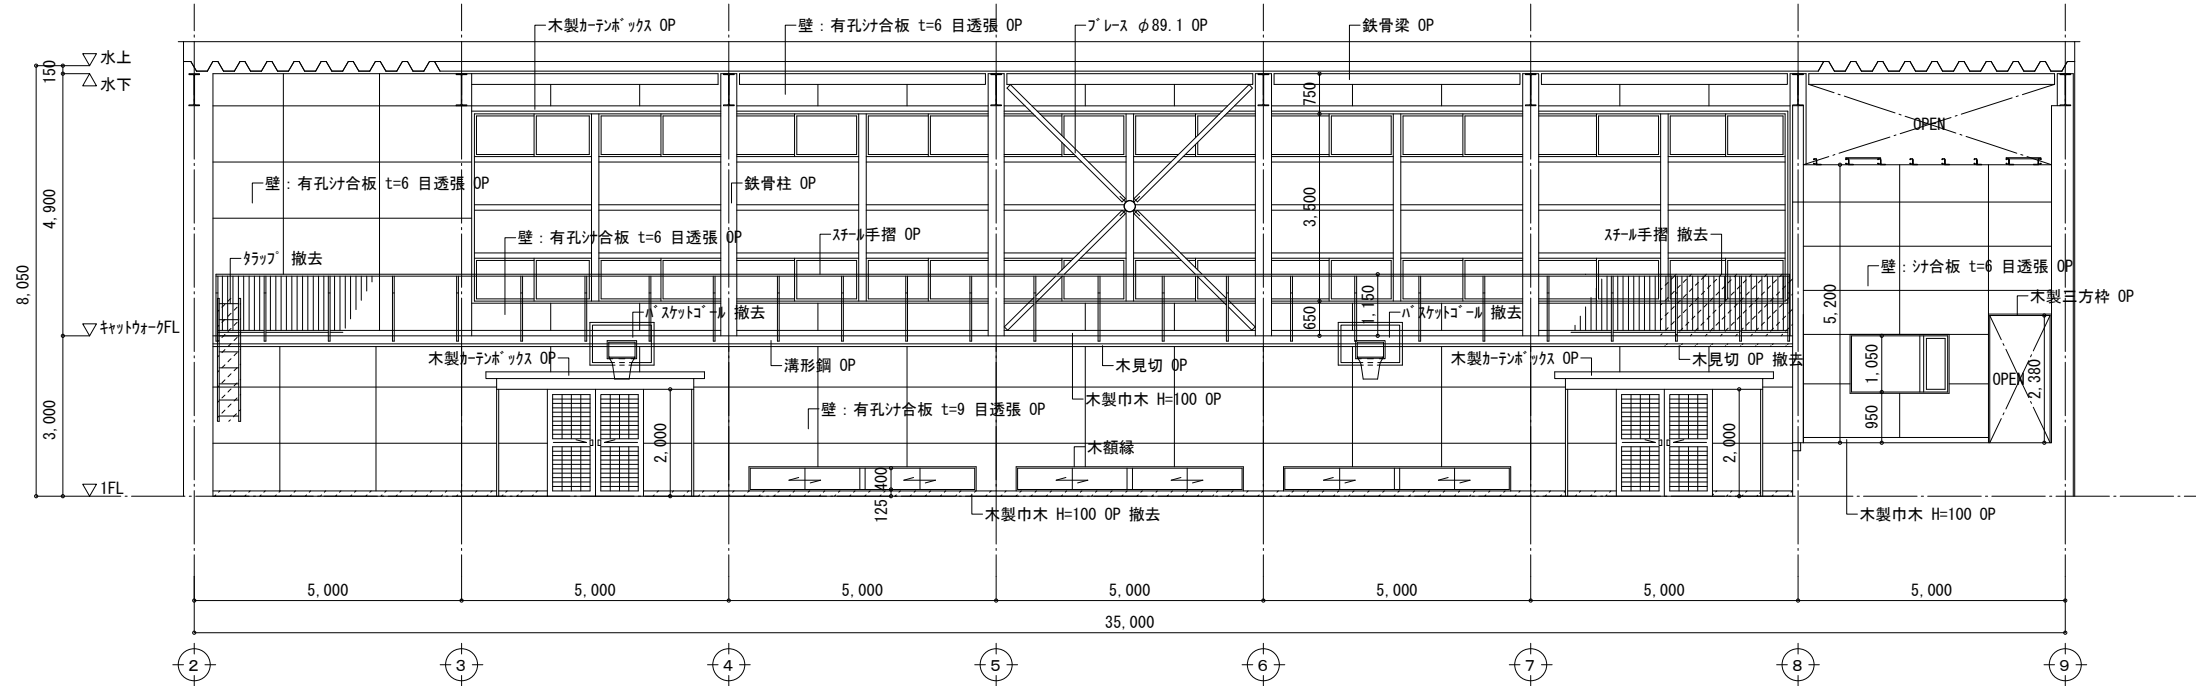 木製ｶｰﾃﾝﾎﾞｯｸｽ OP
壁：有孔ｼﾅ合板 t=6 目透張 OP
ﾌﾞﾚｰｽ φ89.1 OP
鉄骨梁 OP
水上
150
水下
750
OPEN
壁：有孔ｼﾅ合板 t=6 目透張 OP
鉄骨柱 OP
4,900
3,500
壁：有孔ｼﾅ合板 t=6 目透張 OP
ｽﾁｰﾙ手摺 OP
ｽﾁｰﾙ手摺 撤去
ﾀﾗｯﾌﾟ 撤去
壁：ｼﾅ合板 t=6 目透張 OP
8,050
木製三方枠 OP
1,150
5,200
650
ﾊﾞｽｹｯﾄｺﾞｰﾙ 撤去
ﾊﾞｽｹｯﾄｺﾞｰﾙ 撤去
ｷｬｯﾄｳｫｰｸFL
木製ｶｰﾃﾝﾎﾞｯｸｽ OP
溝形鋼 OP
木見切 OP
木製ｶｰﾃﾝﾎﾞｯｸｽ OP
木見切 OP 撤去
1,050
OPEN
2,380
木製巾木 H=100 OP
壁：有孔ｼﾅ合板 t=9 目透張 OP
3,000
950
2,000
2,000
木額縁
400
125
1FL
木製巾木 H=100 OP 撤去
木製巾木 H=100 OP
5,000 5,000 5,000 5,000 5,000 5,000 5,000
35,000
2 3 4 5 6 7 8 9